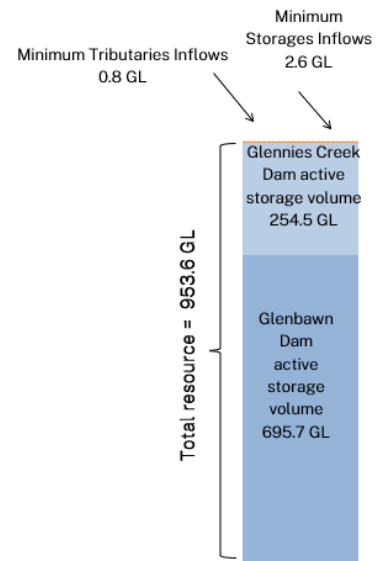 Minimum
Storages Inflows
2.6 GL
Minimum Tributaries Inflows
0.8 GL
Glennies Creek
Dam active
storage volume
254.5 GL
Total resource = 953.6 GL
Glenbawn
Dam
active
storage
volume
695.7 GL